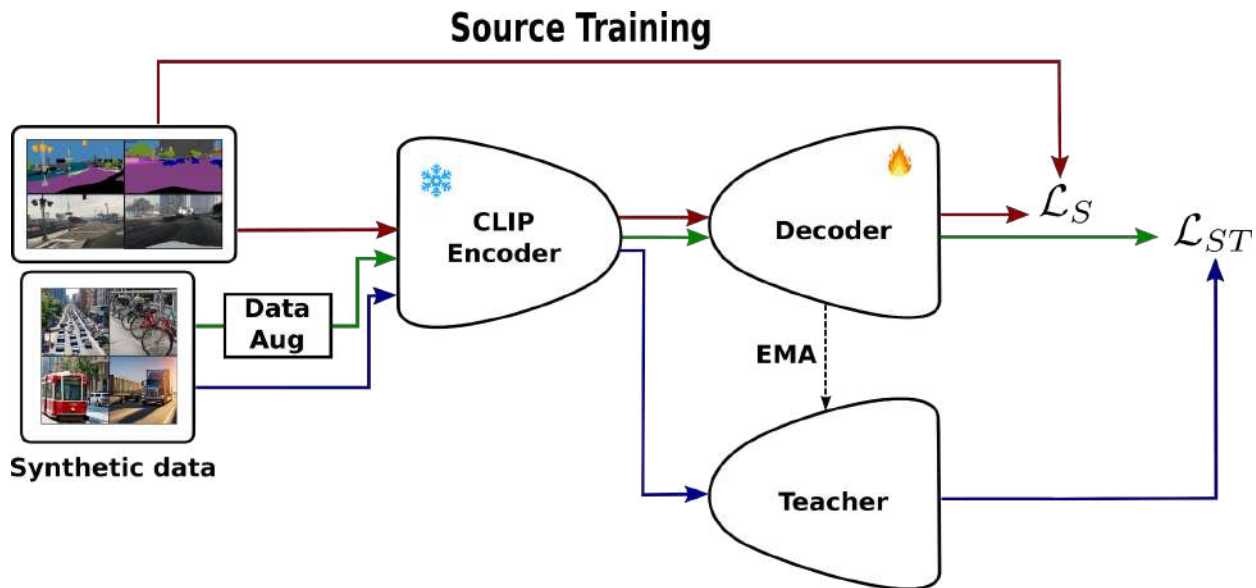 Source Training
CLIP
Encoder
Decoder
ℒ_S
ℒ_ST
Data
Aug
EMA
Synthetic data
Teacher